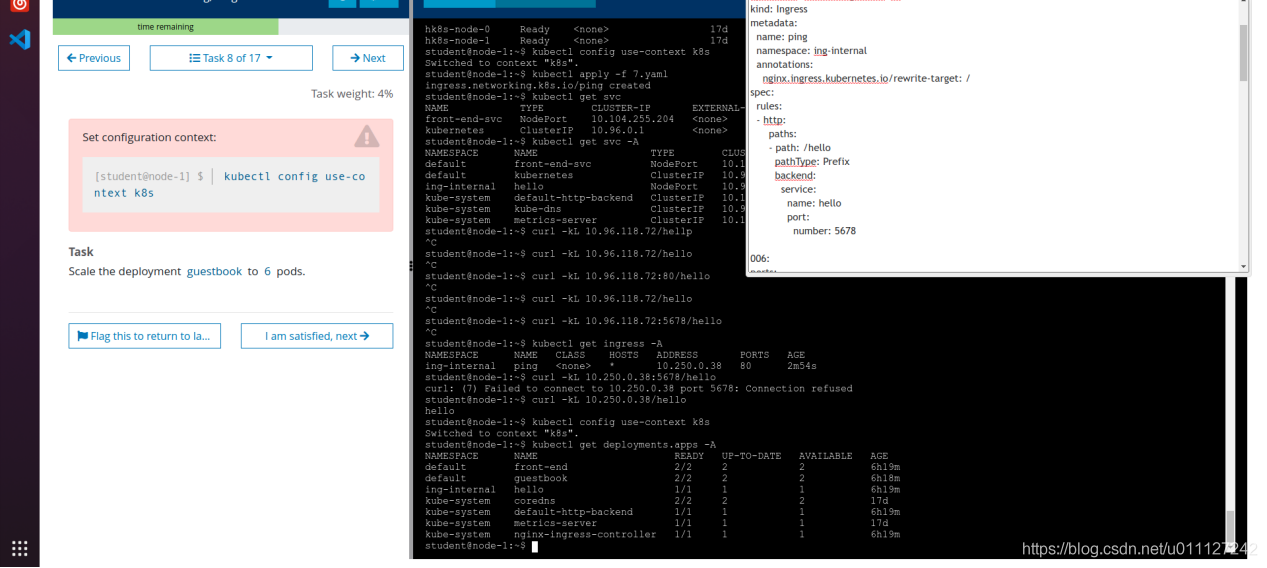 time remaining
Previous
Task 8 of 17
Next
Task weight: 4%
Set configuration context:
[student@node-1] $ | kubectl config use-co
ntext k8s
Task
Scale the deployment guestbook to 6 pods.
Flag this to return to la...
I am satisfied, next
hk8s-node-0 Ready <none> 17d
hk8s-node-1 Ready <none> 17d
student@node-1:~$ kubectl config use-context k8s
Switched to context "k8s".
student@node-1:~$ kubectl apply -f 7.yaml
ingress.networking.k8s.io/ping created
student@node-1:~$ kubectl get svc
NAME TYPE CLUSTER-IP EXTERNAL-
front-end-svc NodePort 10.104.255.204 <none>
kubernetes ClusterIP 10.96.0.1 <none>
student@node-1:~$ kubectl get svc -A
NAMESPACE NAME TYPE CLUS
default front-end-svc NodePort 10.1
default kubernetes ClusterIP 10.9
ing-internal hello NodePort 10.9
kube-system default-http-backend ClusterIP 10.1
kube-system kube-dns ClusterIP 10.9
kube-system metrics-server ClusterIP 10.1
student@node-1:~$ curl -kL 10.96.118.72/hellp
^C
student@node-1:~$ curl -kL 10.96.118.72/hello
^C
student@node-1:~$ curl -kL 10.96.118.72:80/hello
^C
student@node-1:~$ curl -kL 10.96.118.72/hello
^C
student@node-1:~$ curl -kL 10.96.118.72:5678/hello
^C
student@node-1:~$ kubectl get ingress -A
NAMESPACE NAME CLASS HOSTS ADDRESS PORTS AGE
ing-internal ping <none> * 10.250.0.38 80 2m54s
student@node-1:~$ curl -kL 10.250.0.38:5678/hello
curl: (7) Failed to connect to 10.250.0.38 port 5678: Connection refused
student@node-1:~$ curl -kL 10.250.0.38/hello
hello
student@node-1:~$ kubectl config use-context k8s
Switched to context "k8s".
student@node-1:~$ kubectl get deployments.apps -A
NAMESPACE NAME READY UP-TO-DATE AVAILABLE AGE
default front-end 2/2 2 2 6h19m
default guestbook 2/2 2 2 6h18m
ing-internal hello 1/1 1 1 6h19m
kube-system coredns 2/2 2 2 17d
kube-system default-http-backend 1/1 1 1 6h19m
kube-system metrics-server 1/1 1 1 17d
kube-system nginx-ingress-controller 1/1 1 1 6h19m
student@node-1:~$
kind: Ingress
metadata:
name: ping
namespace: ing-internal
annotations:
nginx.ingress.kubernetes.io/rewrite-target: /
spec:
rules:
- http:
paths:
- path: /hello
pathType: Prefix
backend:
service:
name: hello
port:
number: 5678
006:
https://blog.csdn.net/u011127242